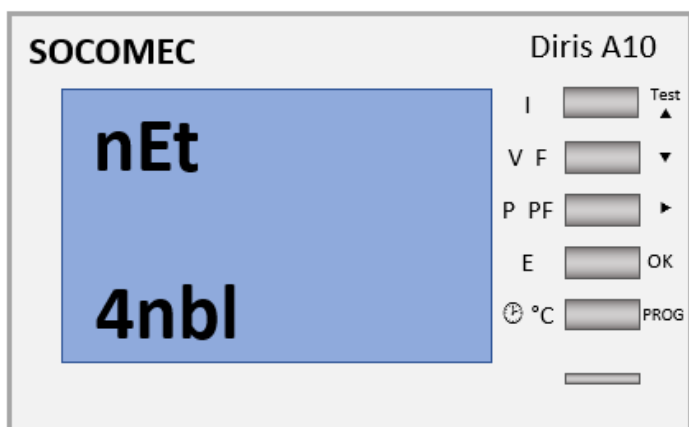 SOCOMEC
Diris A10
nEt
4nbl
I
Test
V F
P PF
E
OK
°C
PROG